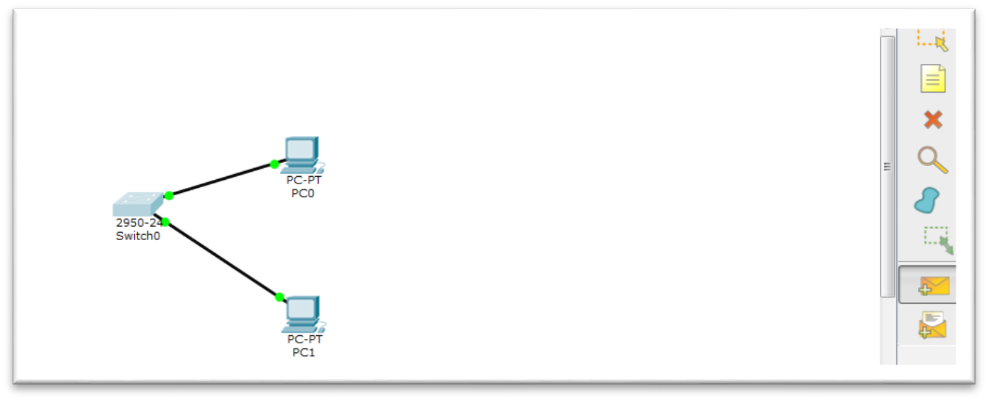 PC-PT
PC0
2950-24
Switch0
PC-PT
PC1